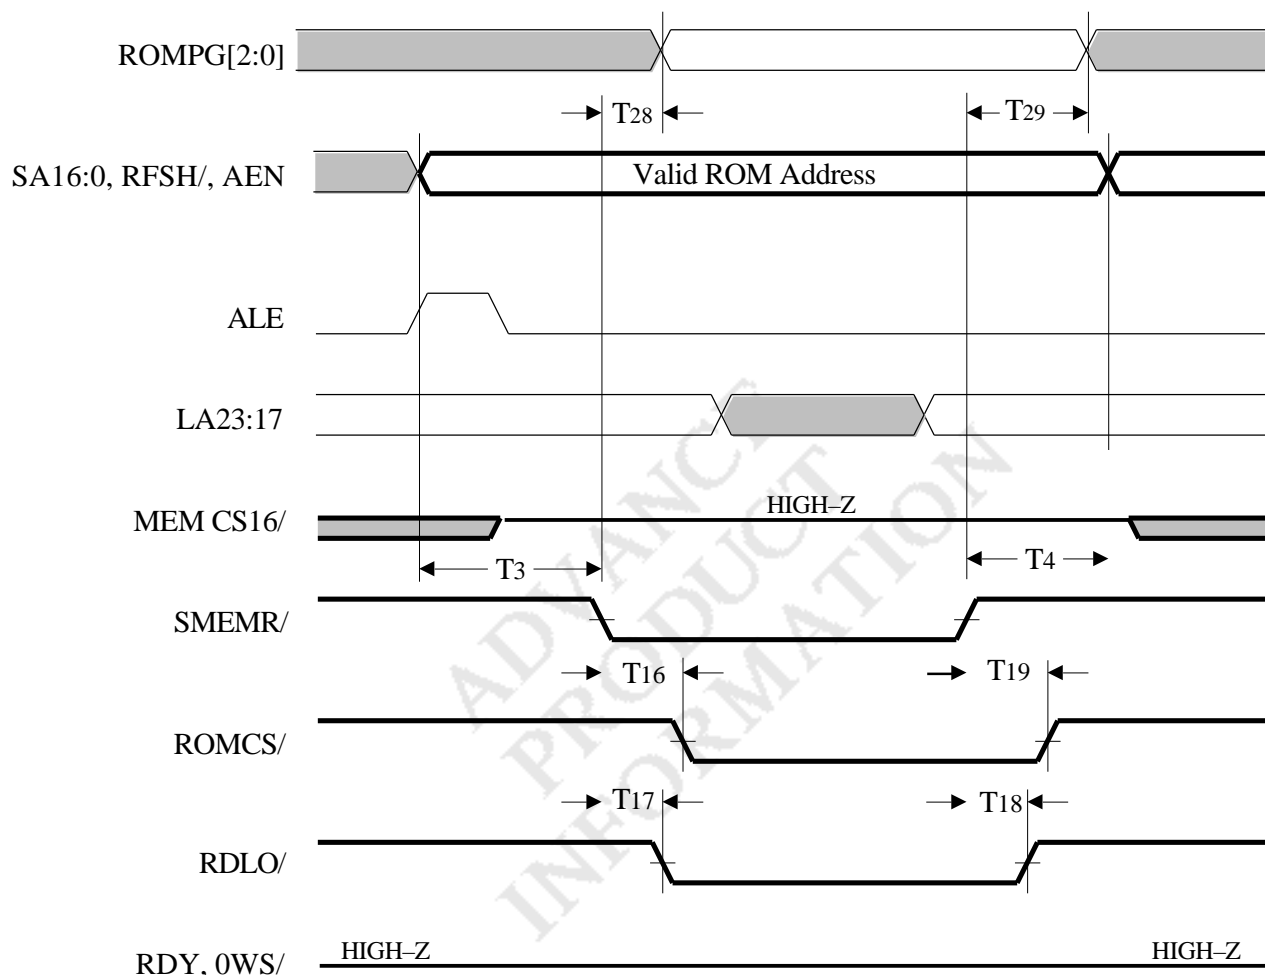 ROMPG[2:0]
T28
T29
SA16:0, RFSH/, AEN
Valid ROM Address
ALE
LA23:17
MEM CS16/
HIGH–Z
T3
T4
SMEMR/
T16
T19
ROMCS/
T17
T18
RDLO/
RDY, 0WS/
HIGH–Z
HIGH–Z
ADVANCE
PRODUCT
INFORMATION